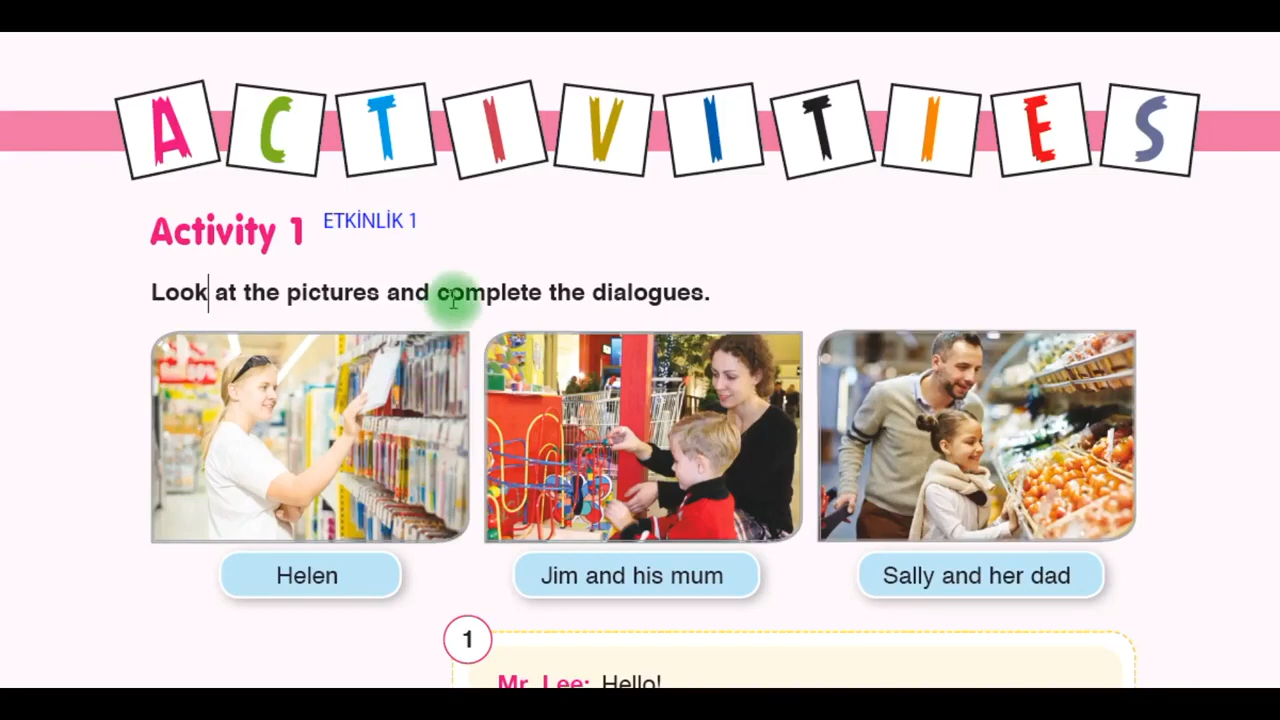 ACTIVITIES
Activity 1 ETKİNLİK 1
Look at the pictures and complete the dialogues.
Helen
Jim and his mum
Sally and her dad
1
Mr. Lee: Hello!